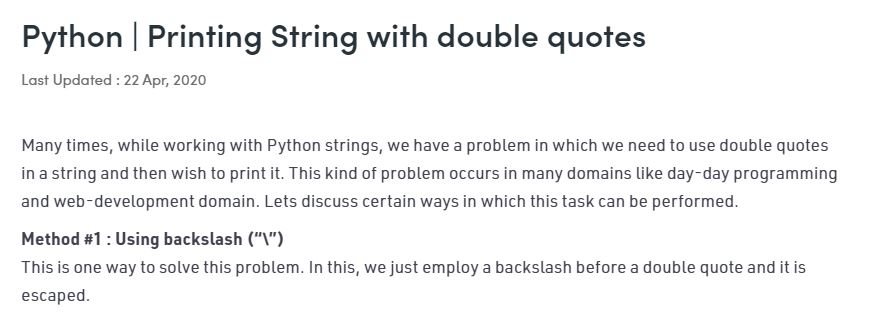 Python | Printing String with double quotes
Last Updated : 22 Apr, 2020
Many times, while working with Python strings, we have a problem in which we need to use double quotes
in a string and then wish to print it. This kind of problem occurs in many domains like day-day programming
and web-development domain. Lets discuss certain ways in which this task can be performed.
Method #1 : Using backslash (“\”)
This is one way to solve this problem. In this, we just employ a backslash before a double quote and it is
escaped.